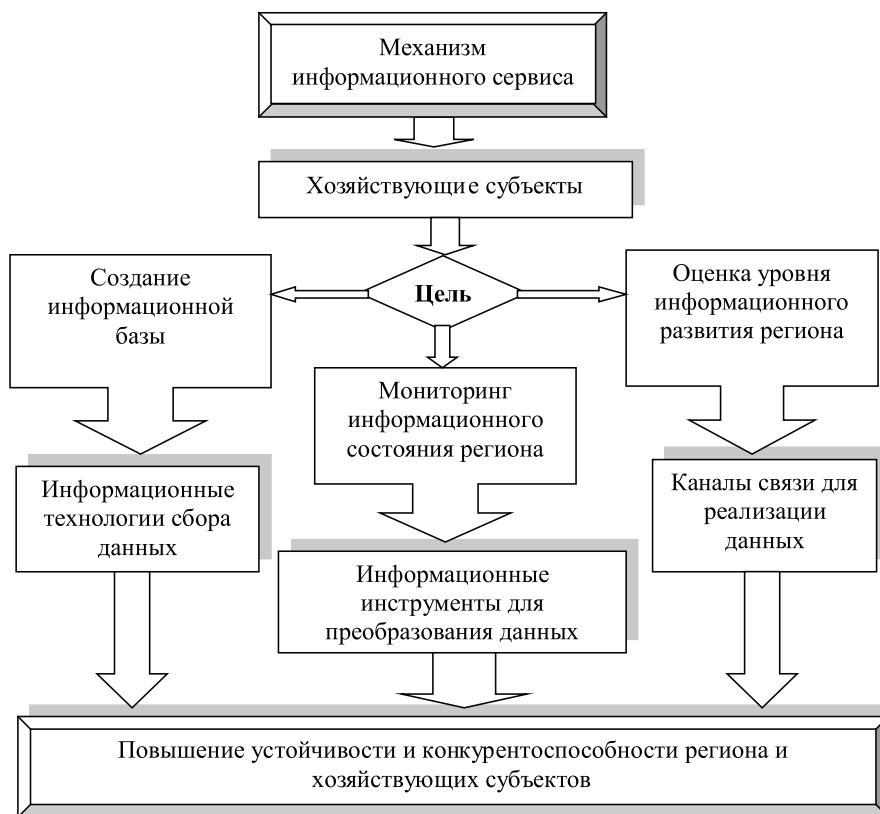 Механизм
информационного сервиса
Хозяйствующие субъекты
Цель
Создание
информационной
базы
Оценка уровня
информационного
развития региона
Мониторинг
информационного
состояния региона
Информационные
технологии сбора
данных
Каналы связи для
реализации
данных
Информационные
инструменты для
преобразования данных
Повышение устойчивости и конкурентоспособности региона и
хозяйствующих субъектов